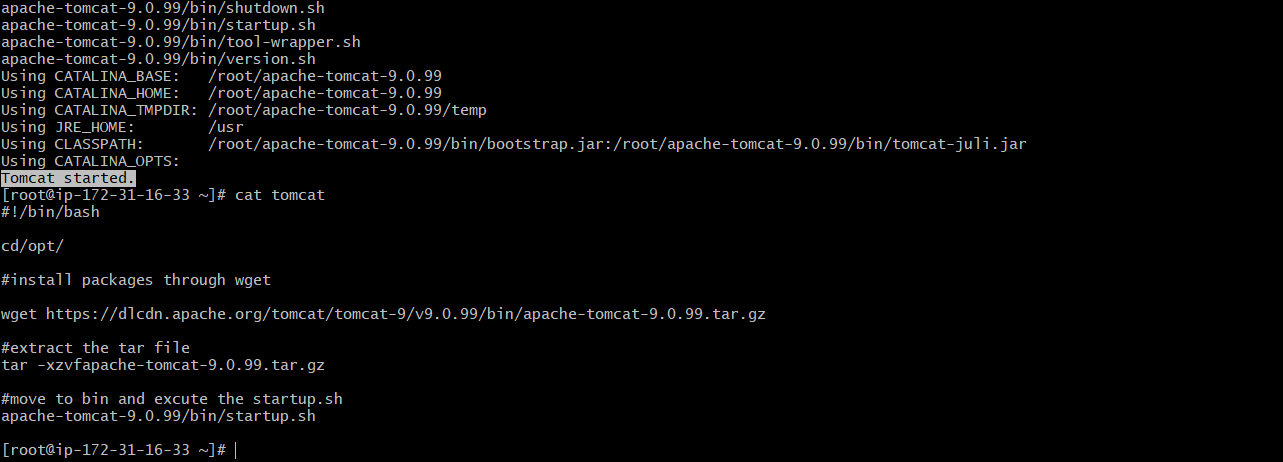 apache-tomcat-9.0.99/bin/shutdown.sh
apache-tomcat-9.0.99/bin/startup.sh
apache-tomcat-9.0.99/bin/tool-wrapper.sh
apache-tomcat-9.0.99/bin/version.sh
Using CATALINA_BASE:   /root/apache-tomcat-9.0.99
Using CATALINA_HOME:   /root/apache-tomcat-9.0.99
Using CATALINA_TMPDIR: /root/apache-tomcat-9.0.99/temp
Using JRE_HOME:        /usr
Using CLASSPATH:       /root/apache-tomcat-9.0.99/bin/bootstrap.jar:/root/apache-tomcat-9.0.99/bin/tomcat-juli.jar
Using CATALINA_OPTS:
Tomcat started.
[root@ip-172-31-16-33 ~]# cat tomcat
#!/bin/bash
cd/opt/
#install packages through wget
wget https://dlcdn.apache.org/tomcat/tomcat-9/v9.0.99/bin/apache-tomcat-9.0.99.tar.gz
#extract the tar file
tar -xzvfapache-tomcat-9.0.99.tar.gz
#move to bin and excute the startup.sh
apache-tomcat-9.0.99/bin/startup.sh
[root@ip-172-31-16-33 ~]#